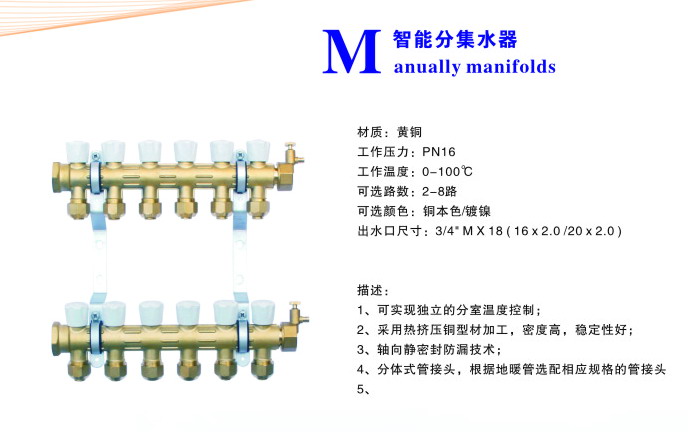 智能分集水器
Manually manifolds
材质：黄铜
工作压力：PN16
工作温度：0-100℃
可选路数：2-8路
可选颜色：铜本色/镀镍
出水口尺寸：3/4" M X 18 ( 16 x 2.0 /20 x 2.0 )
描述：
1、可实现独立的分室温度控制；
2、采用热挤压铜型材加工，密度高，稳定性好；
3、轴向静密封防漏技术；
4、分体式管接头，根据地暖管选配相应规格的管接头
5、